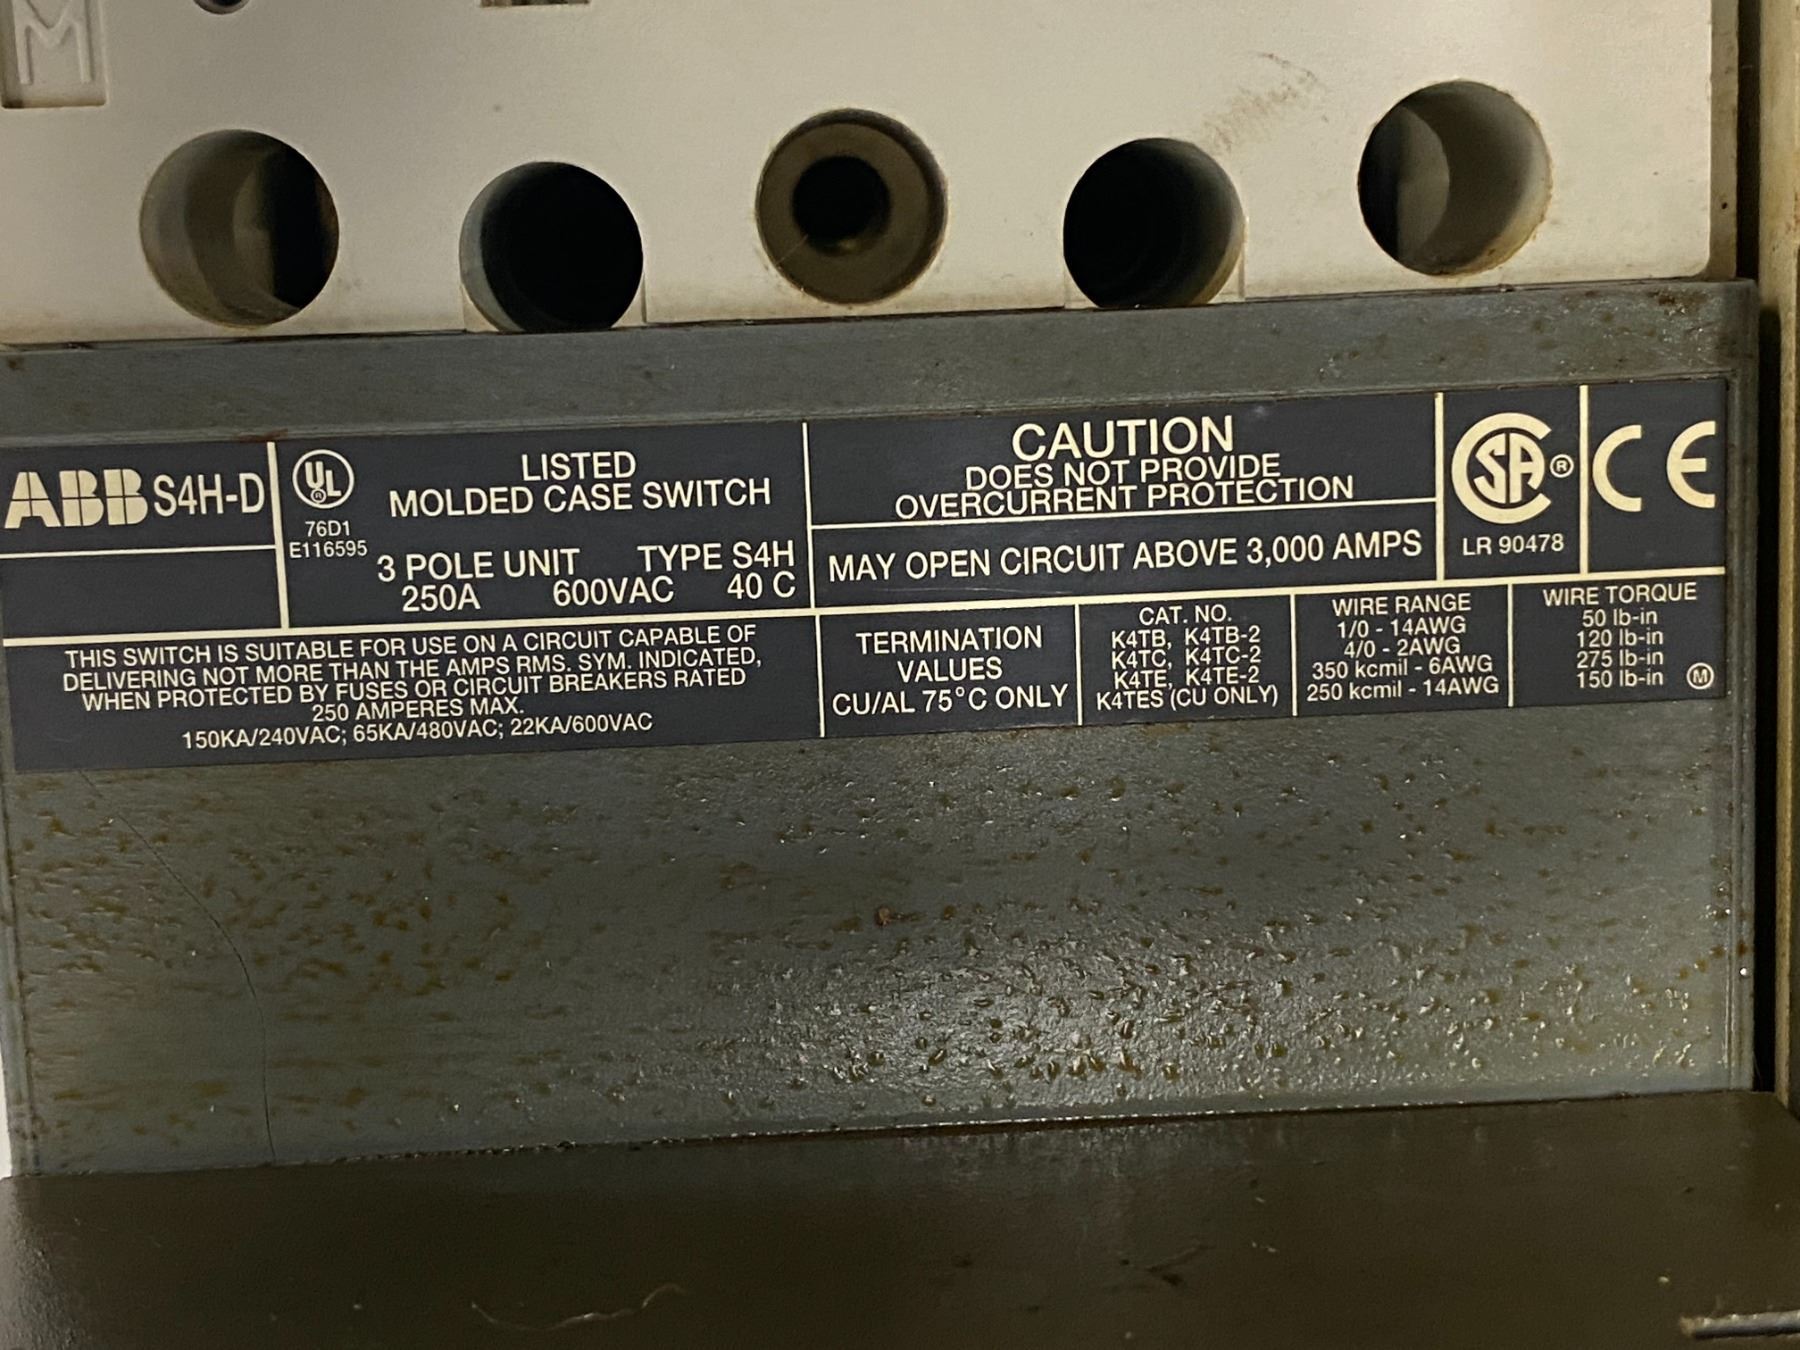 M
ABB S4H-D
UL ®
76D1
E116595
LISTED
MOLDED CASE SWITCH
3 POLE UNIT TYPE S4H
250A 600VAC 40 C
CAUTION
DOES NOT PROVIDE
OVERCURRENT PROTECTION
MAY OPEN CIRCUIT ABOVE 3,000 AMPS
SA ®
LR 90478
CE
THIS SWITCH IS SUITABLE FOR USE ON A CIRCUIT CAPABLE OF
DELIVERING NOT MORE THAN THE AMPS RMS. SYM. INDICATED,
WHEN PROTECTED BY FUSES OR CIRCUIT BREAKERS RATED
250 AMPERES MAX.
150KA/240VAC; 65KA/480VAC; 22KA/600VAC
TERMINATION
VALUES
CU/AL 75°C ONLY
CAT. NO.
K4TB, K4TB-2
K4TC, K4TC-2
K4TE, K4TE-2
K4TES (CU ONLY)
WIRE RANGE
1/0 - 14AWG
4/0 - 2AWG
350 kcmil - 6AWG
250 kcmil - 14AWG
WIRE TORQUE
50 lb-in
120 lb-in
275 lb-in
150 lb-in
M